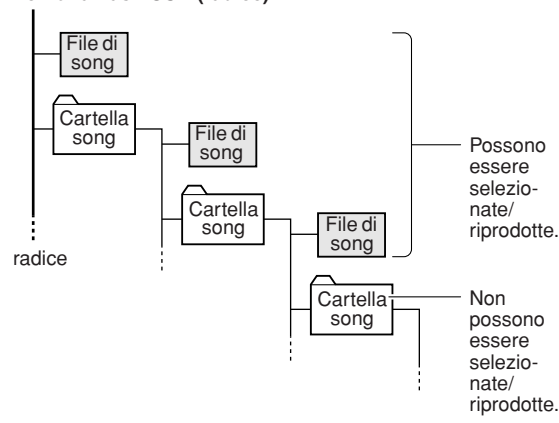 File di
song
Cartella
song
File di
song
Cartella
song
File di
song
Cartella
song
radice
Possono
essere
selezio-
nate/
riprodotte.
Non
possono
essere
selezio-
nate/
riprodotte.